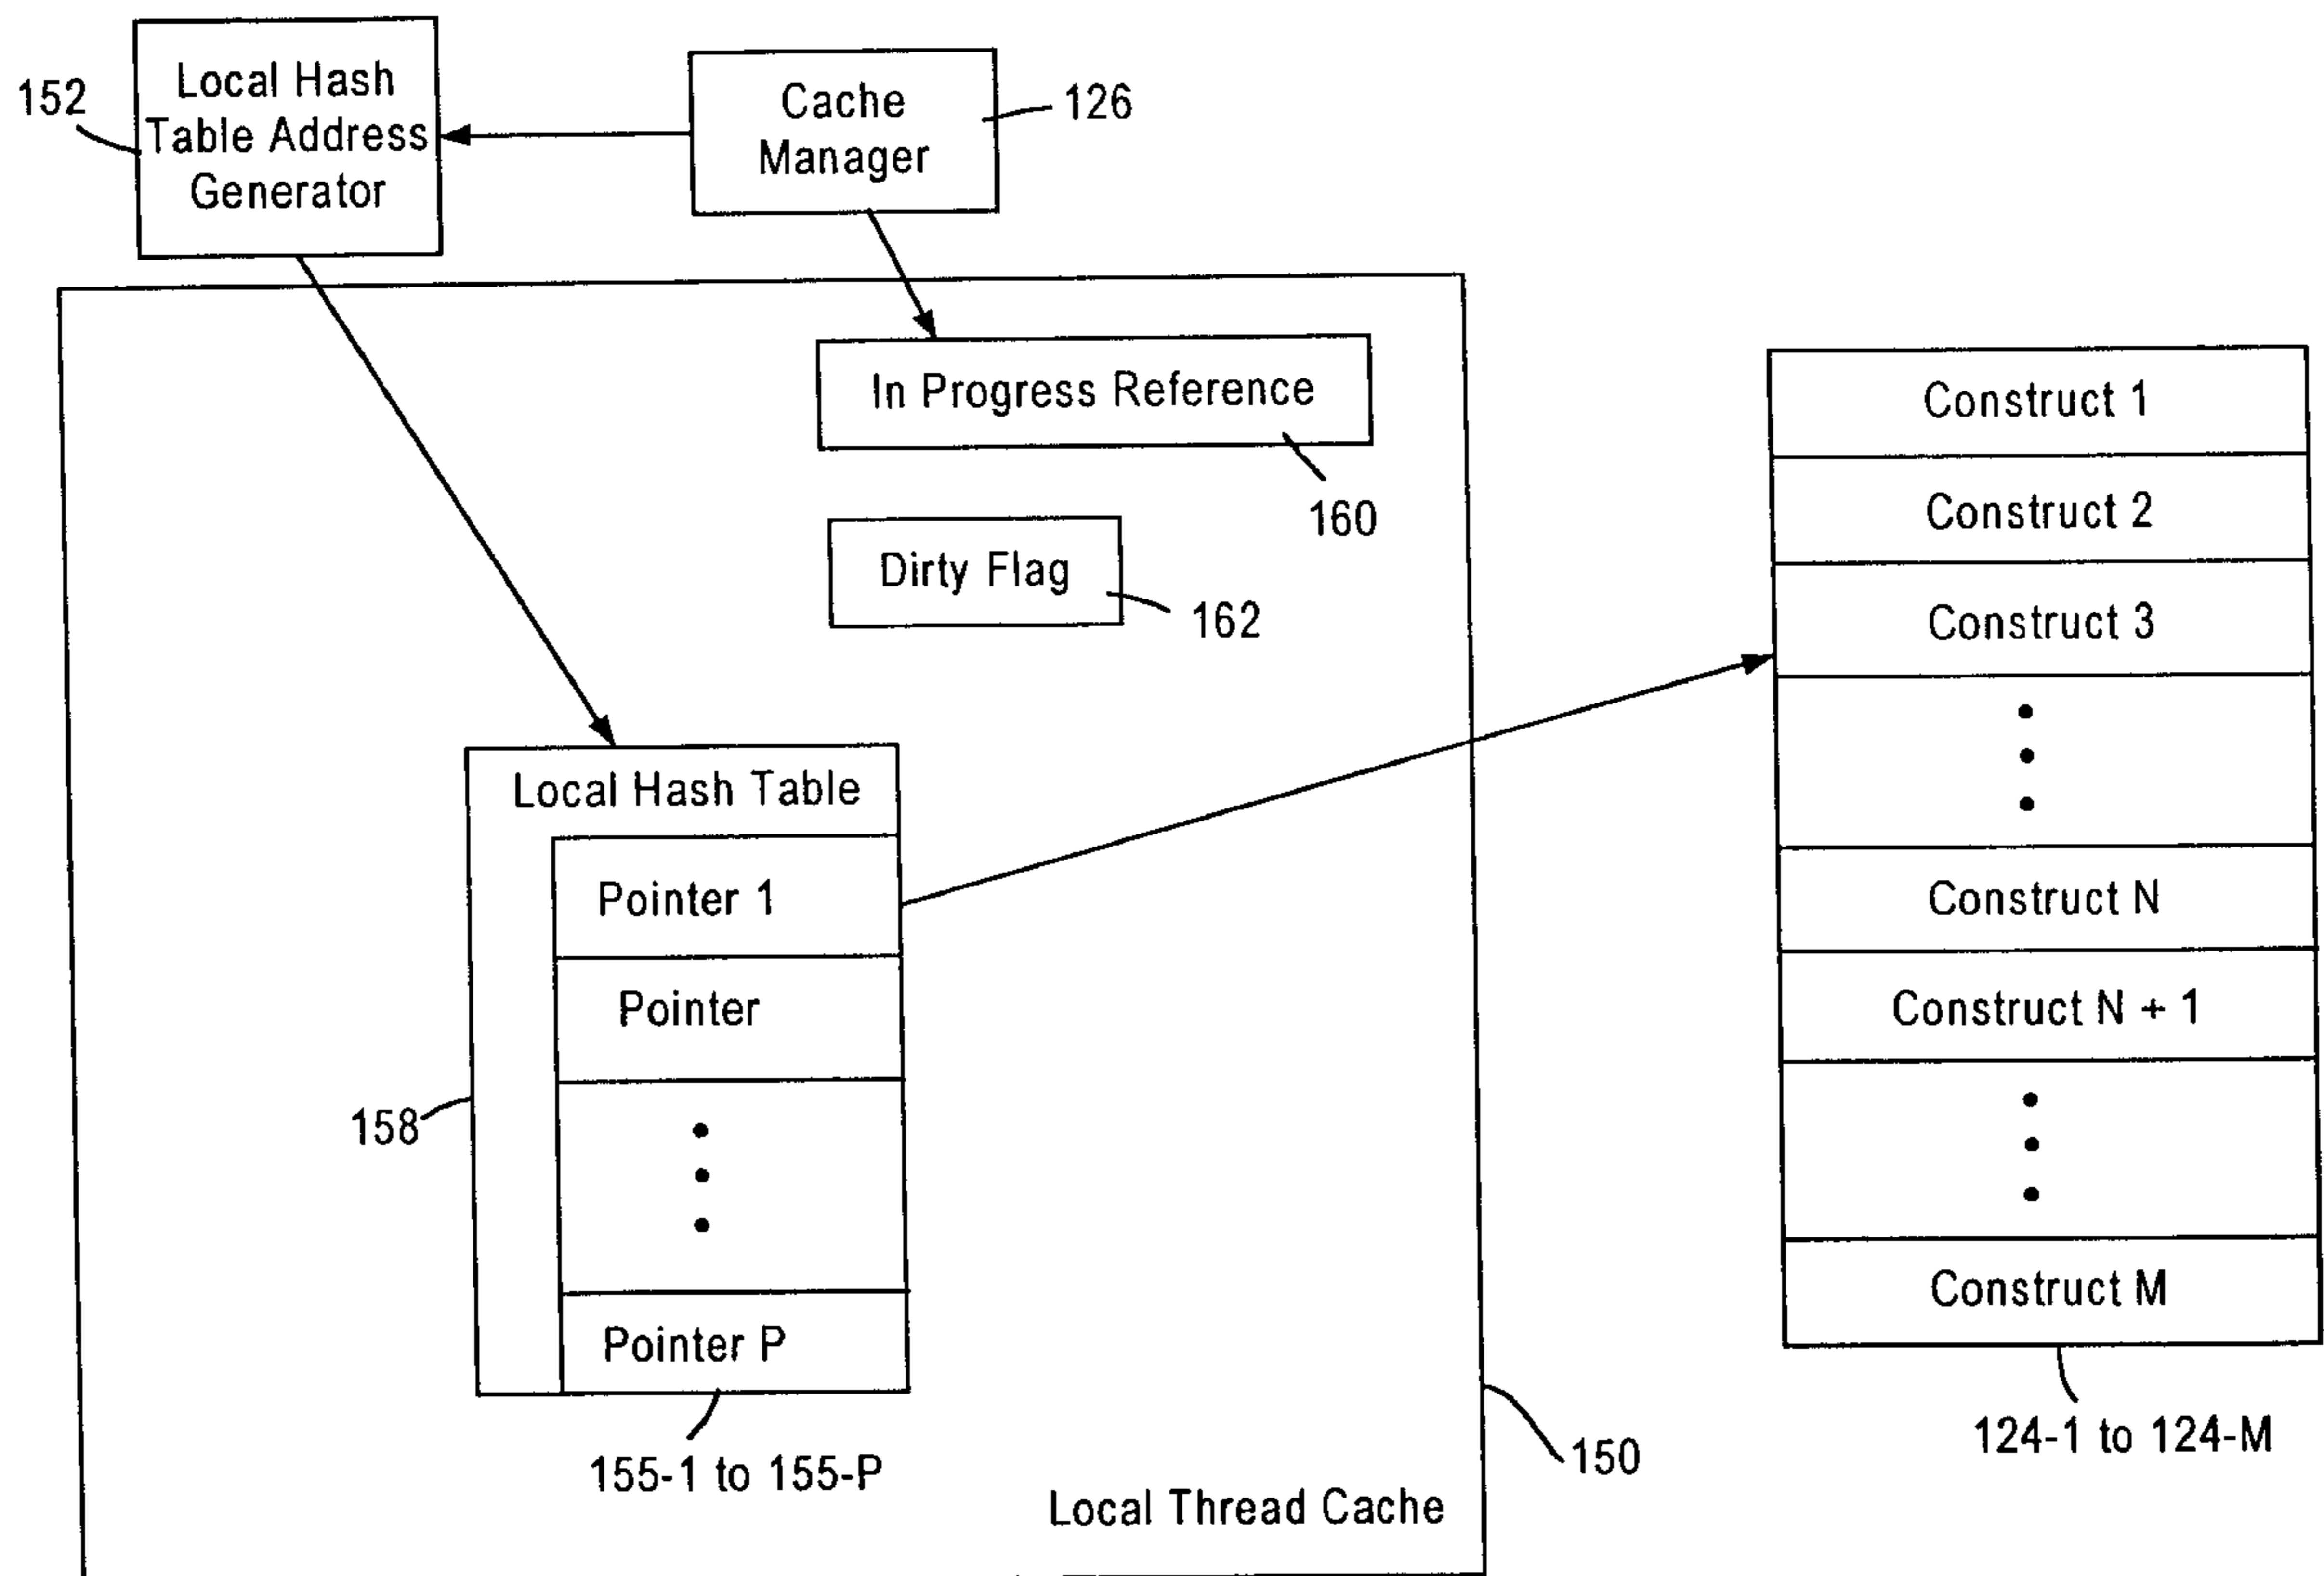 152
Local Hash
Table Address
Generator
Cache
Manager
126
In Progress Reference
160
Dirty Flag
162
Local Hash Table
Pointer 1
Pointer
Pointer P
158
155-1 to 155-P
150
Local Thread Cache
Construct 1
Construct 2
Construct 3
Construct N
Construct N + 1
Construct M
124-1 to 124-M